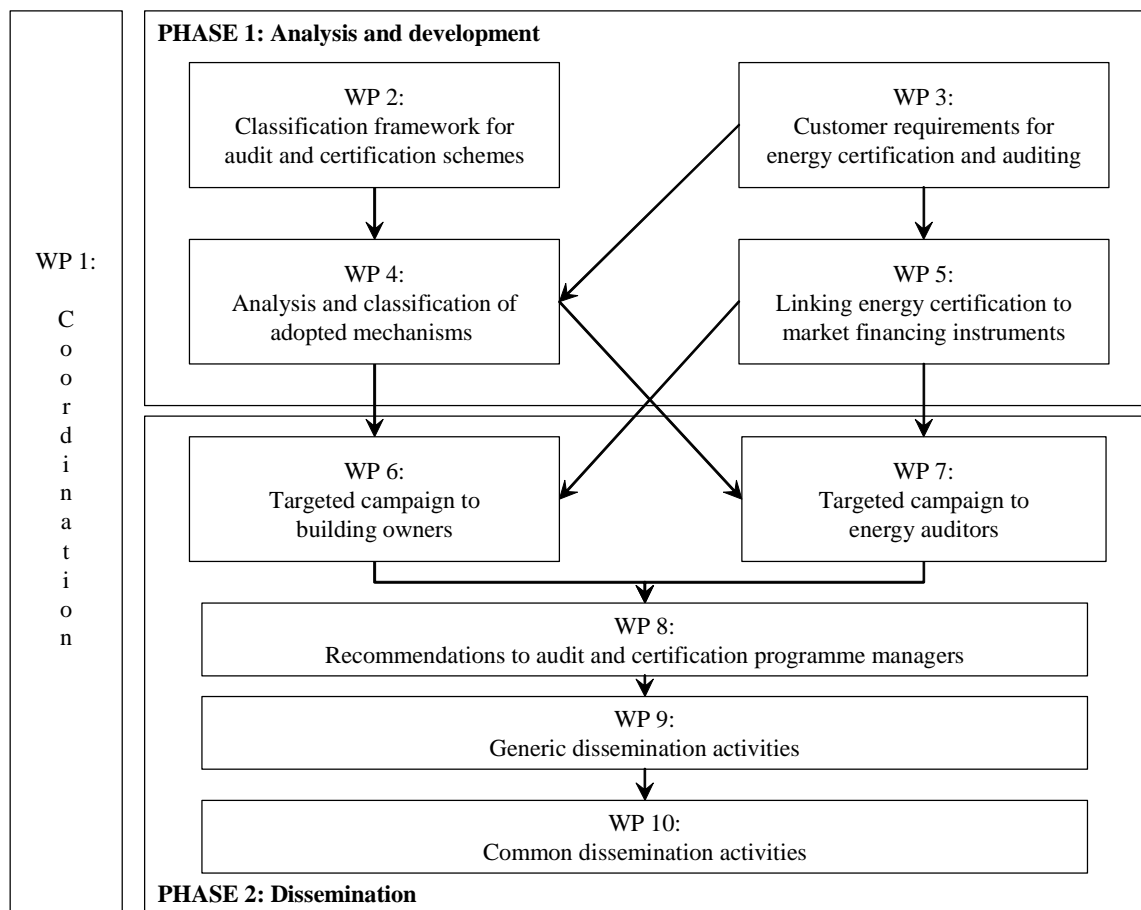 WP 1:
C
o
o
r
d
i
n
a
t
i
o
n
PHASE 1: Analysis and development
WP 2:
Classification framework for
audit and certification schemes
WP 3:
Customer requirements for
energy certification and auditing
WP 4:
Analysis and classification of
adopted mechanisms
WP 5:
Linking energy certification to
market financing instruments
WP 6:
Targeted campaign to
building owners
WP 7:
Targeted campaign to
energy auditors
WP 8:
Recommendations to audit and certification programme managers
WP 9:
Generic dissemination activities
WP 10:
Common dissemination activities
PHASE 2: Dissemination